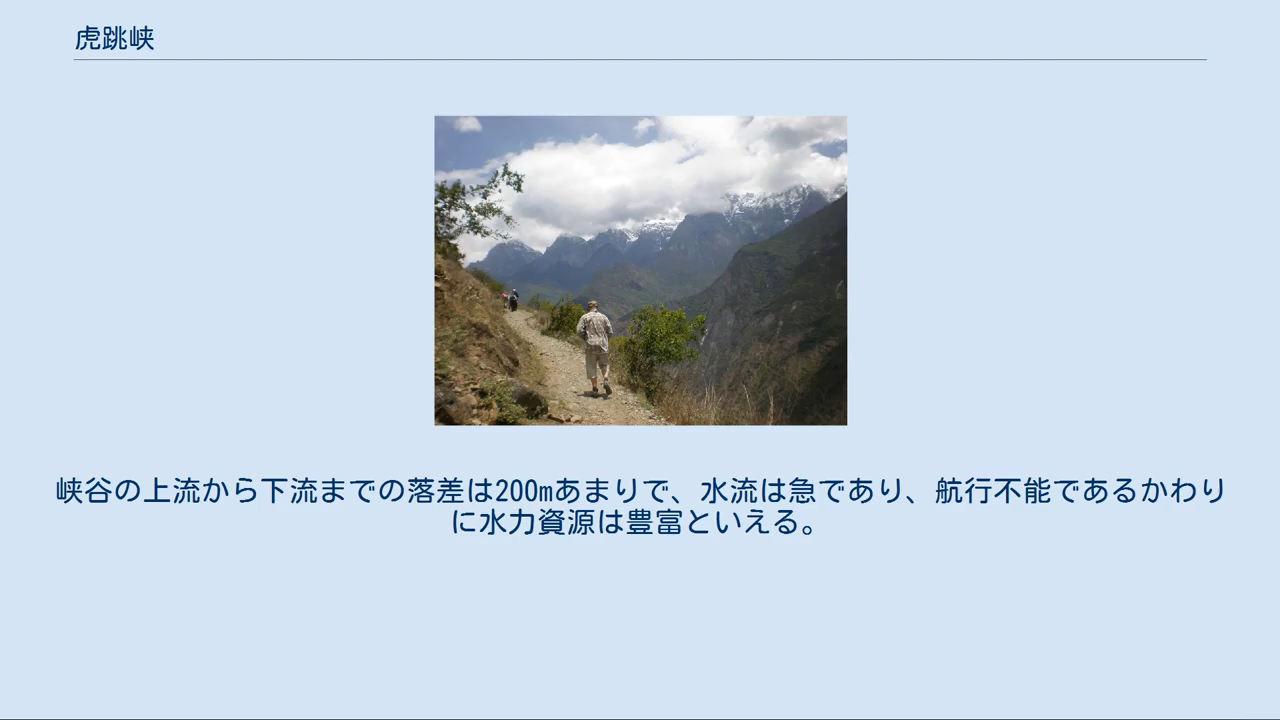 虎跳峡
峡谷の上流から下流までの落差は200mあまりで、水流は急であり、航行不能であるかわり
に水力資源は豊富といえる。